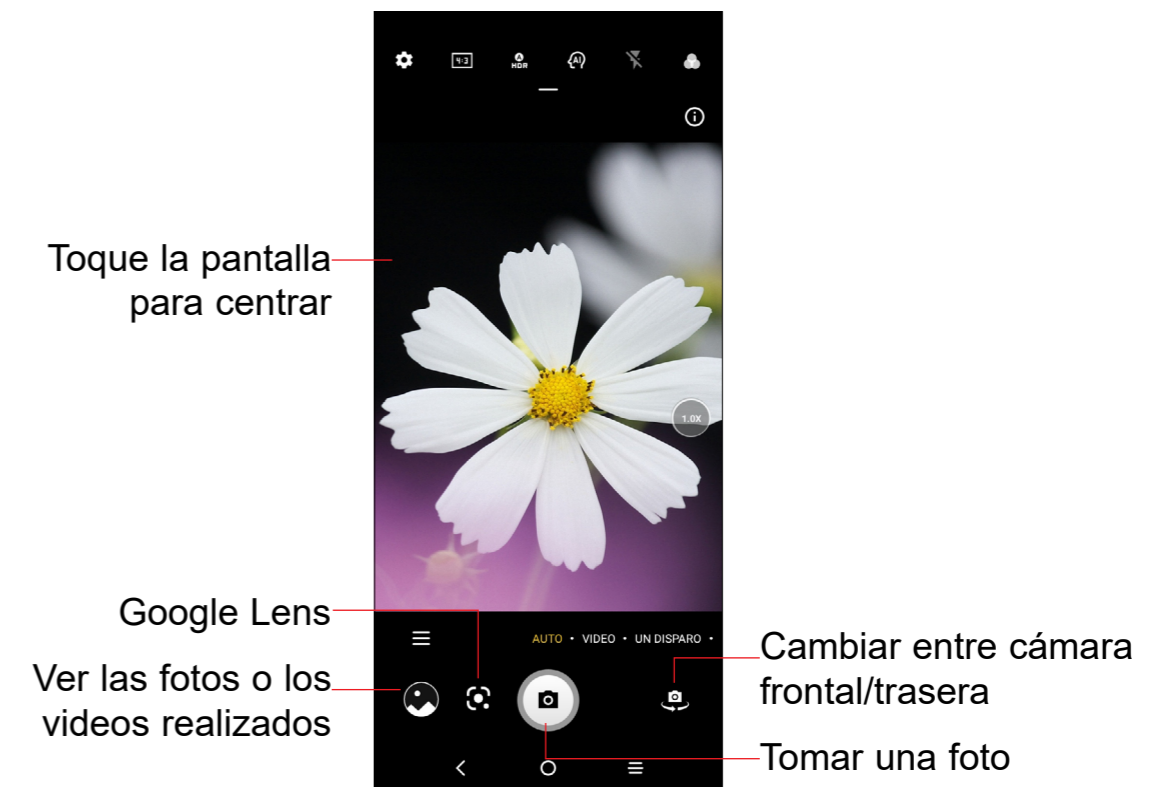 4:3
A
HDR
AI
Toque la pantalla
para centrar
1.0X
Google Lens
AUTO • VIDEO • UN DISPARO •
Ver las fotos o los
videos realizados
Cambiar entre cámara
frontal/trasera
Tomar una foto